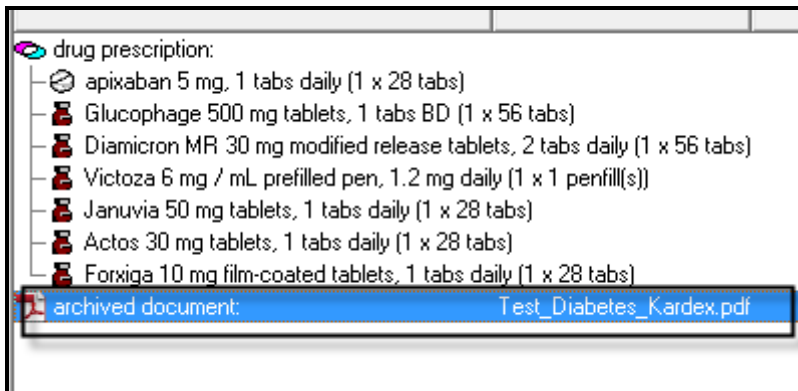 drug prescription:
apixaban 5 mg, 1 tabs daily (1 x 28 tabs)
Glucophage 500 mg tablets, 1 tabs BD (1 x 56 tabs)
Diamicron MR 30 mg modified release tablets, 2 tabs daily (1 x 56 tabs)
Victoza 6 mg / mL prefilled pen, 1.2 mg daily (1 x 1 penfill(s))
Januvia 50 mg tablets, 1 tabs daily (1 x 28 tabs)
Actos 30 mg tablets, 1 tabs daily (1 x 28 tabs)
Forxiga 10 mg film-coated tablets, 1 tabs daily (1 x 28 tabs)
archived document: Test_Diabetes_Kardex.pdf